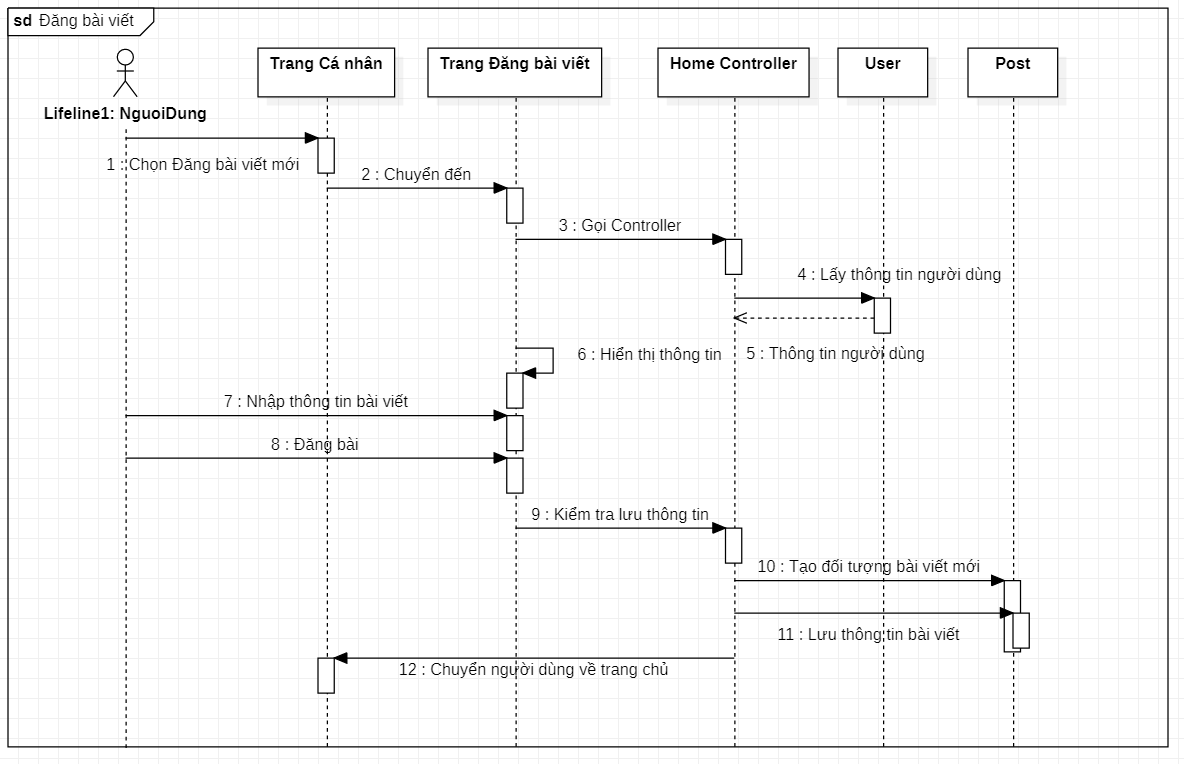 sd Đăng bài viết
Trang Cá nhân
Trang Đăng bài viết
Home Controller
User
Post
Lifeline1: NguoiDung
1 : Chọn Đăng bài viết mới
2 : Chuyển đến
3 : Gọi Controller
4 : Lấy thông tin người dùng
5 : Thông tin người dùng
6 : Hiển thị thông tin
7 : Nhập thông tin bài viết
8 : Đăng bài
9 : Kiểm tra lưu thông tin
10 : Tạo đối tượng bài viết mới
11 : Lưu thông tin bài viết
12 : Chuyển người dùng về trang chủ